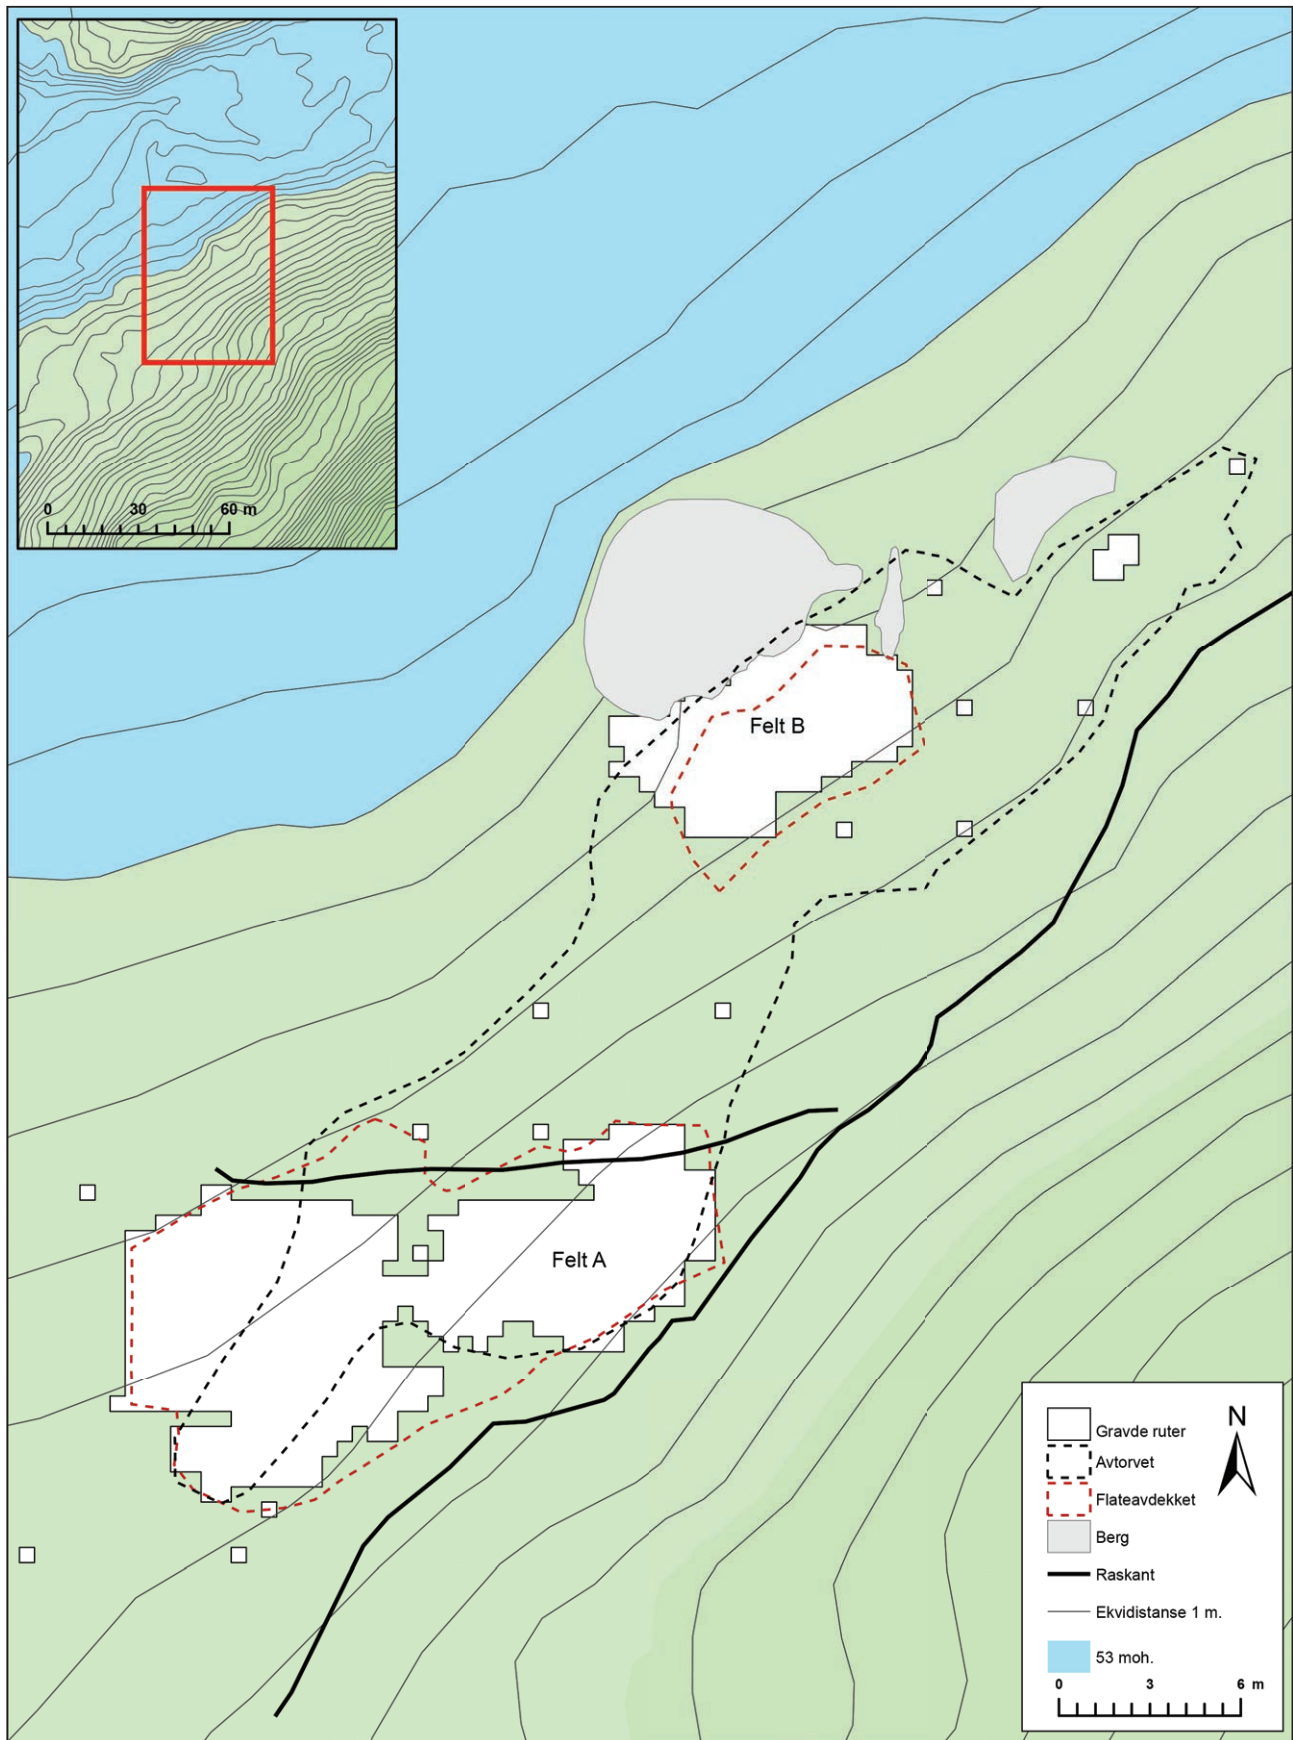 0 30 60 m
Felt B
Felt A
N
Gravde ruter
Avtorvet
Flateavdekket
Berg
Raskant
Ekvidistanse 1 m.
53 moh.
0 3 6 m